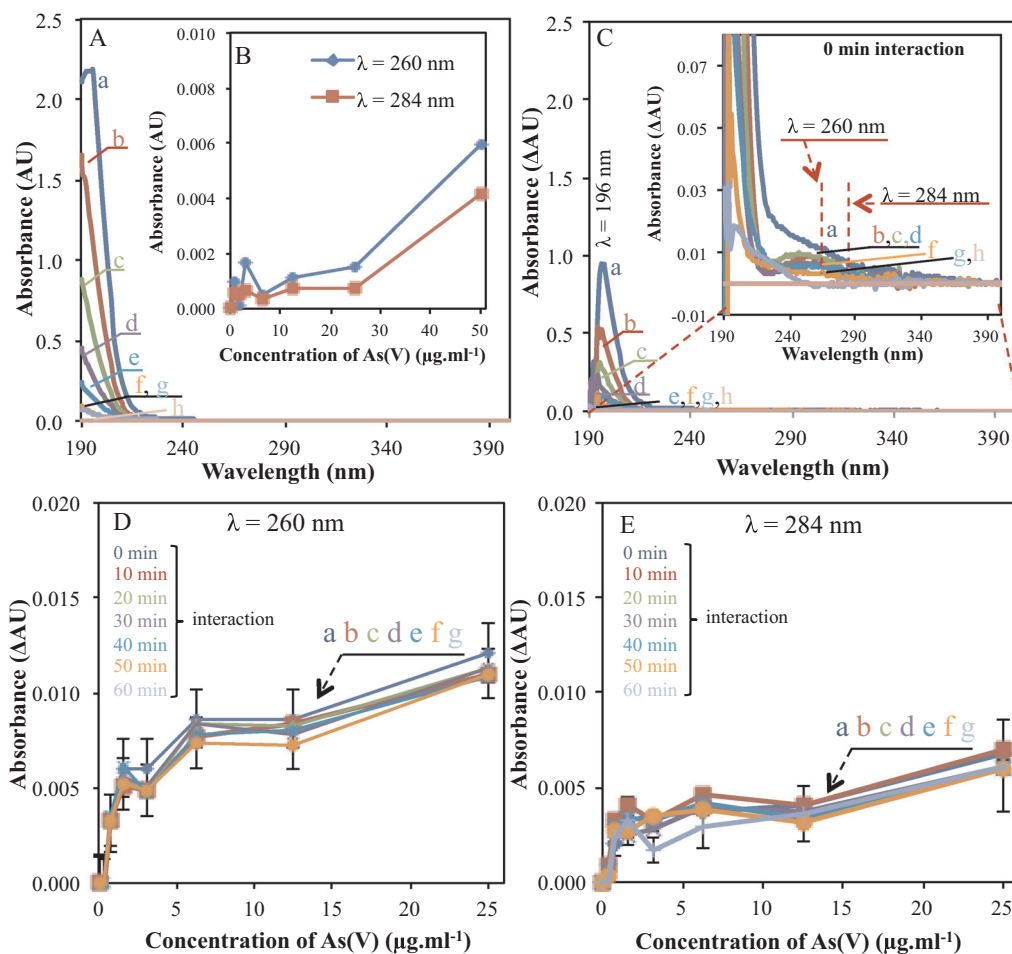 A
2.5
2.0
1.5
1.0
0.5
0.0
Absorbance (AU)
190
240
290
340
390
Wavelength (nm)
a
b
c
d
e
f, g
h
B
0.010
0.008
0.006
0.004
0.002
0.000
Absorbance (AU)
λ = 260 nm
λ = 284 nm
0
10
20
30
40
50
Concentration of As(V) (µg.ml-1)
C
2.5
2.0
1.5
1.0
0.5
0.0
Absorbance (ΔAU)
λ = 196 nm
a
b
c
d
e,f,g,h
190
240
290
340
390
Wavelength (nm)
0 min interaction
0.07
0.05
0.03
0.01
-0.01
Absorbance (ΔAU)
λ = 260 nm
λ = 284 nm
a
b,c,d
f
g,h
190
240
290
340
390
Wavelength (nm)
D
λ = 260 nm
0.020
0.015
0.010
0.005
0.000
Absorbance (ΔAU)
0 min
10 min
20 min
30 min
40 min
50 min
60 min
interaction
a b c d e f g
0
5
10
15
20
25
Concentration of As(V) (µg.ml-1)
E
λ = 284 nm
0.020
0.015
0.010
0.005
0.000
Absorbance (ΔAU)
0 min
10 min
20 min
30 min
40 min
50 min
60 min
interaction
a b c d e f g
0
5
10
15
20
25
Concentration of As(V) (µg.ml-1)